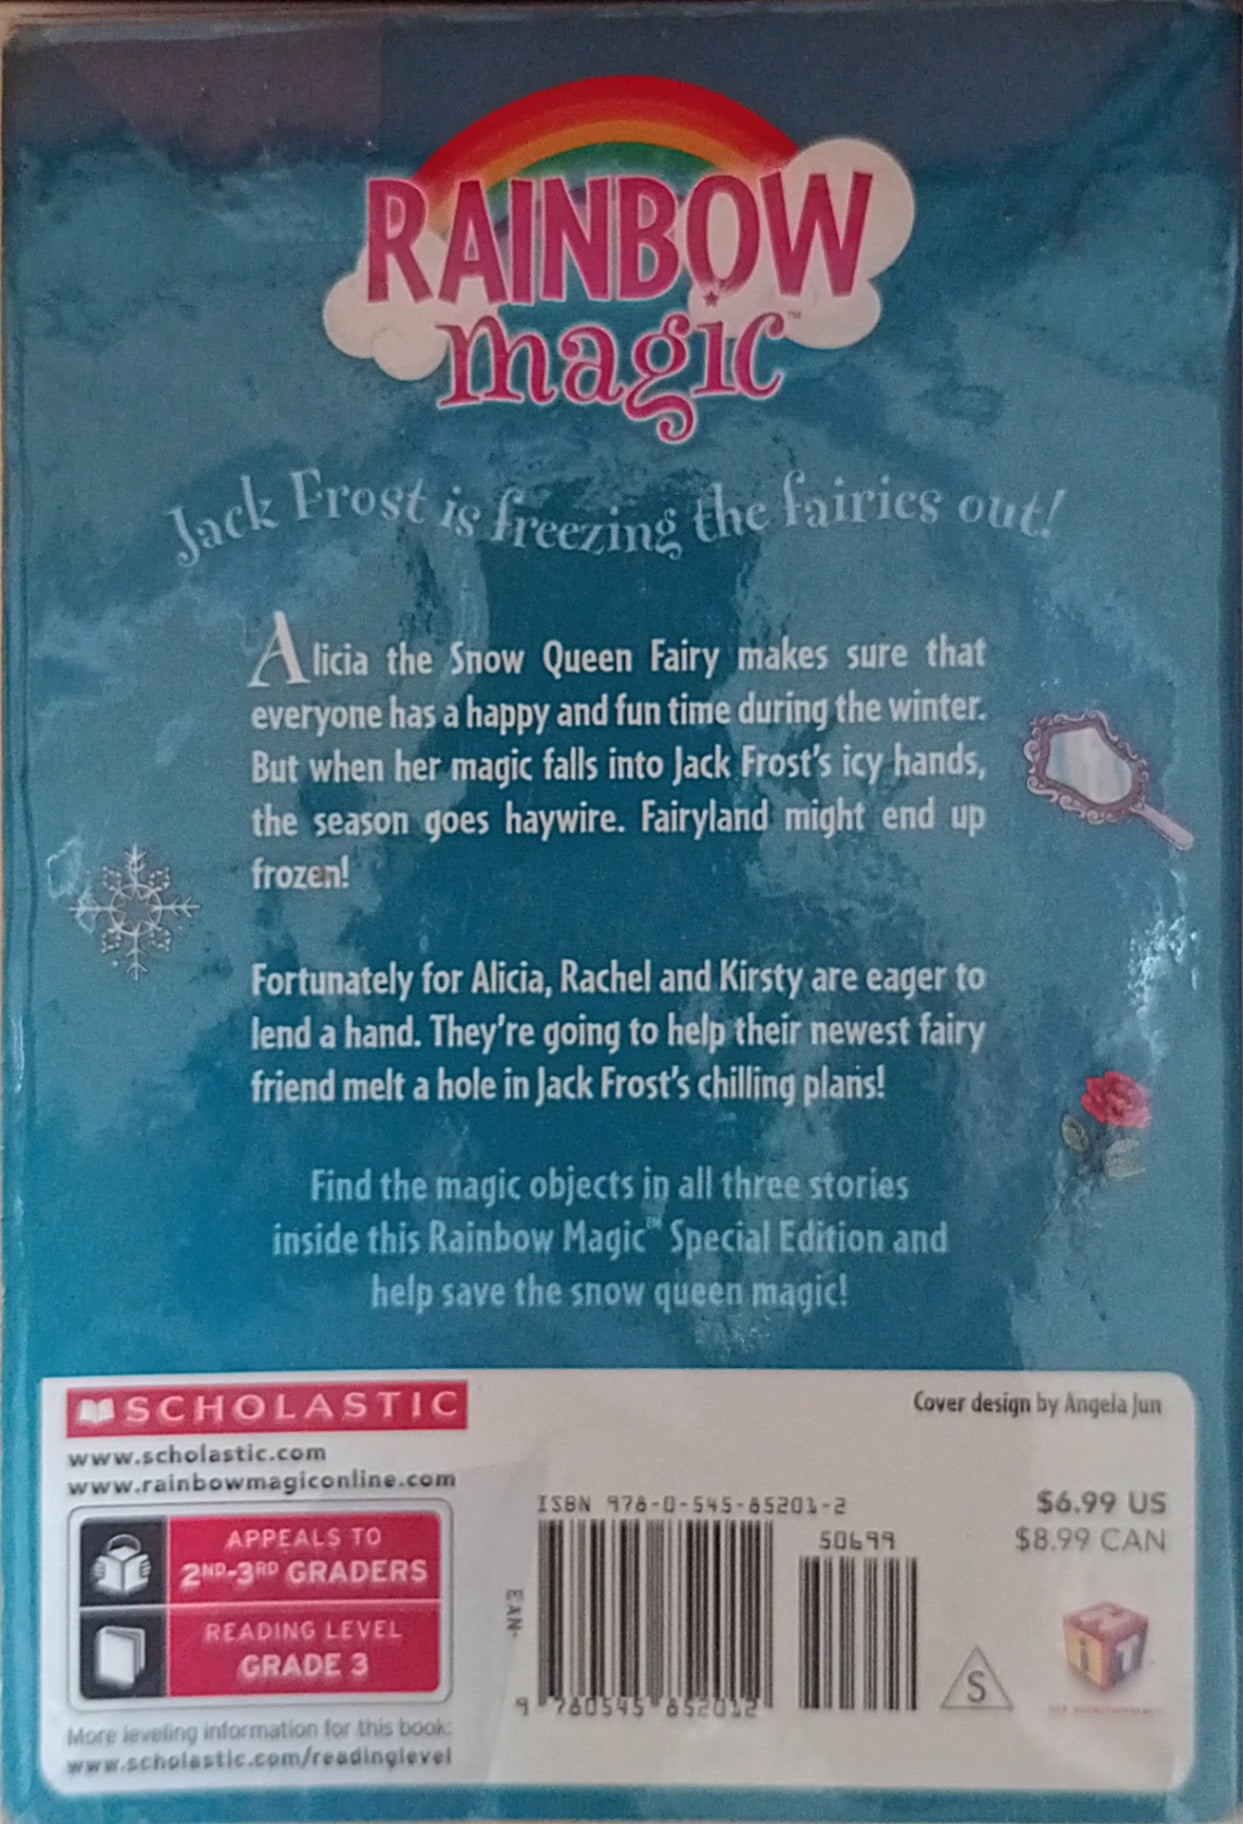 RAINBOW
magic™
Jack Frost is freezing the fairies out!
Alicia the Snow Queen Fairy makes sure that
everyone has a happy and fun time during the winter.
But when her magic falls into Jack Frost's icy hands,
the season goes haywire. Fairyland might end up
frozen!
Fortunately for Alicia, Rachel and Kirsty are eager to
lend a hand. They're going to help their newest fairy
friend melt a hole in Jack Frost's chilling plans!
Find the magic objects in all three stories
inside this Rainbow Magic™ Special Edition and
help save the snow queen magic!
SCHOLASTIC
www.scholastic.com
www.rainbowmagiconline.com
APPEALS TO
2ND-3RD GRADERS
READING LEVEL
GRADE 3
More leveling information for this book:
www.scholastic.com/readinglevel
Cover design by Angela Jun
ISBN 978-0-545-85201-2
50699
EAN-
9 780545 852012
$6.99 US
$8.99 CAN
S
HiT